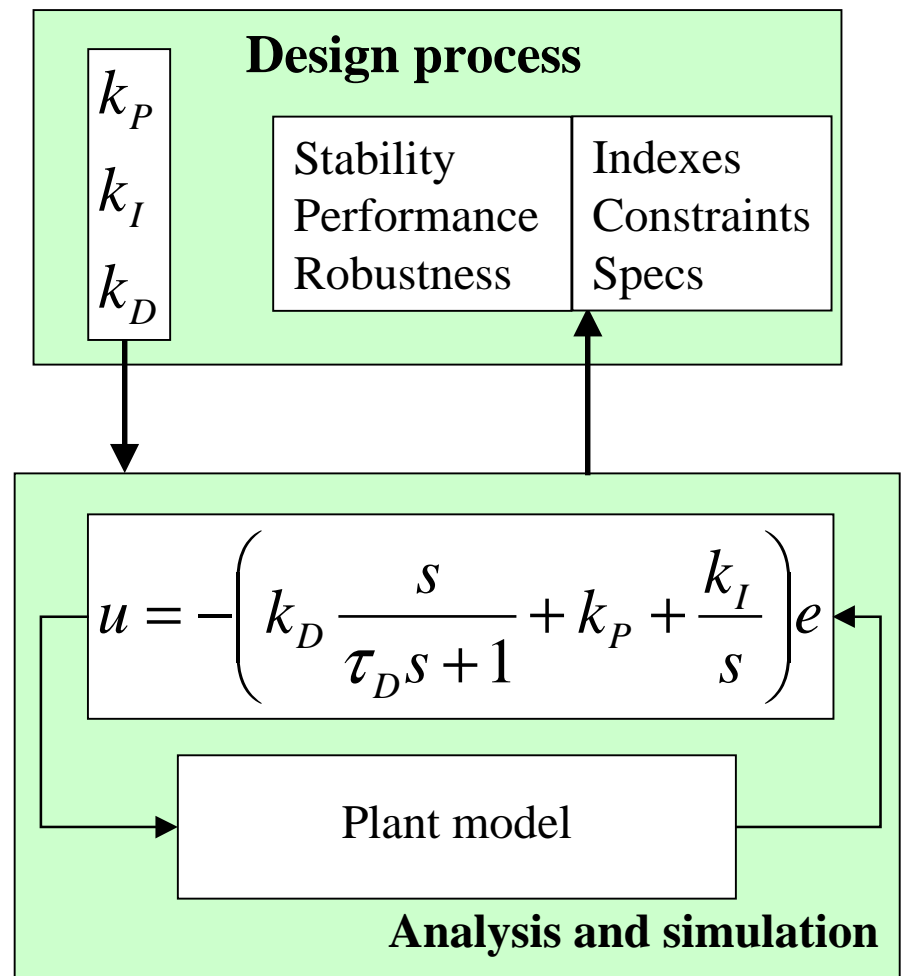 Design process
k_P
k_I
k_D
Stability
Performance
Robustness
Indexes
Constraints
Specs
u = -( k_D s/(τ_D s + 1) + k_P + k_I/s ) e
Plant model
Analysis and simulation